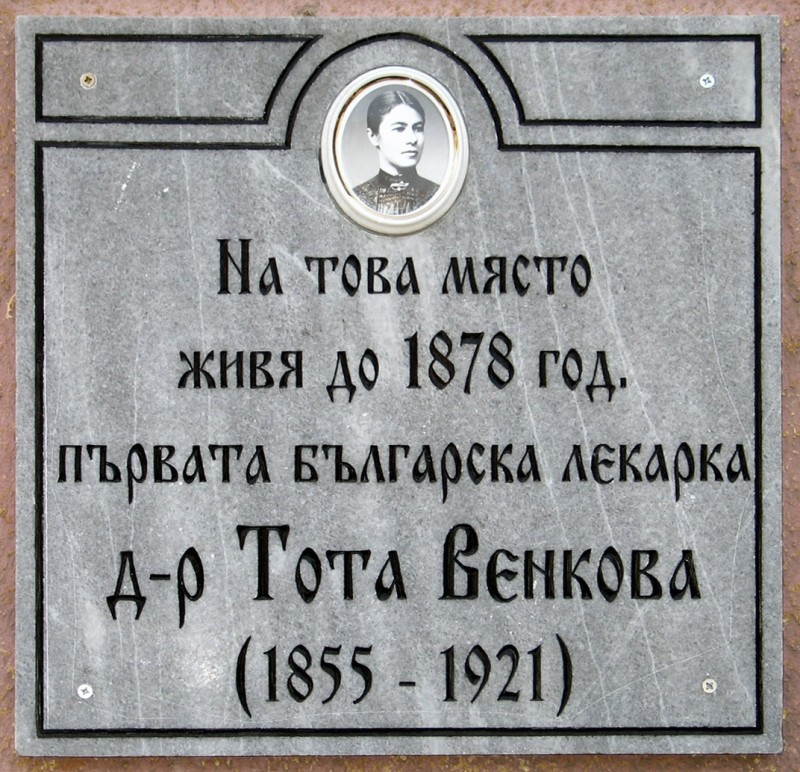 На това място
живя до 1878 год.
първата българска лекарка
д-р Тота Венкова
(1855 - 1921)